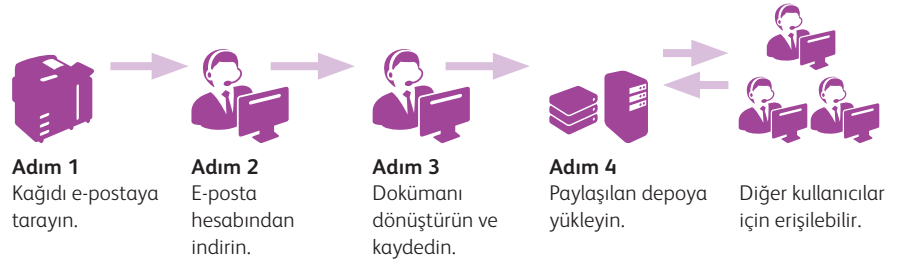 Adım 1
Kağıdı e-postaya
tarayın.
Adım 2
E-posta
hesabından
indirin.
Adım 3
Dokümanı
dönüştürün ve
kaydedin.
Adım 4
Paylaşılan depoya
yükleyin.
Diğer kullanıcılar
için erişilebilir.